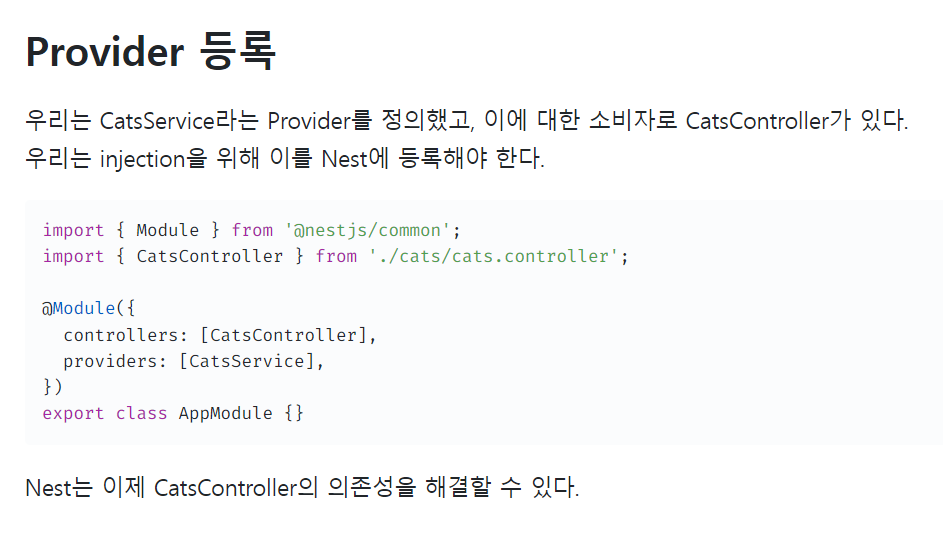 Provider 등록
우리는 CatsService라는 Provider를 정의했고, 이에 대한 소비자로 CatsController가 있다.
우리는 injection을 위해 이를 Nest에 등록해야 한다.
import { Module } from '@nestjs/common';
import { CatsController } from './cats/cats.controller';

@Module({
  controllers: [CatsController],
  providers: [CatsService],
})
export class AppModule {}
Nest는 이제 CatsController의 의존성을 해결할 수 있다.